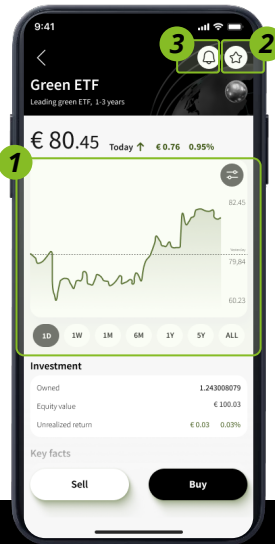 9:41
3
2
Green ETF
Leading green ETF, 1-3 years
€ 80.45 Today ↑ € 0.76 0.95%
1
82.45
79,84
60.23
1D 1W 1M 6M 1Y 5Y ALL
Investment
Owned 1.243008079
Equity value € 100.03
Unrealized return € 0.03 0.03%
Key facts
Sell Buy